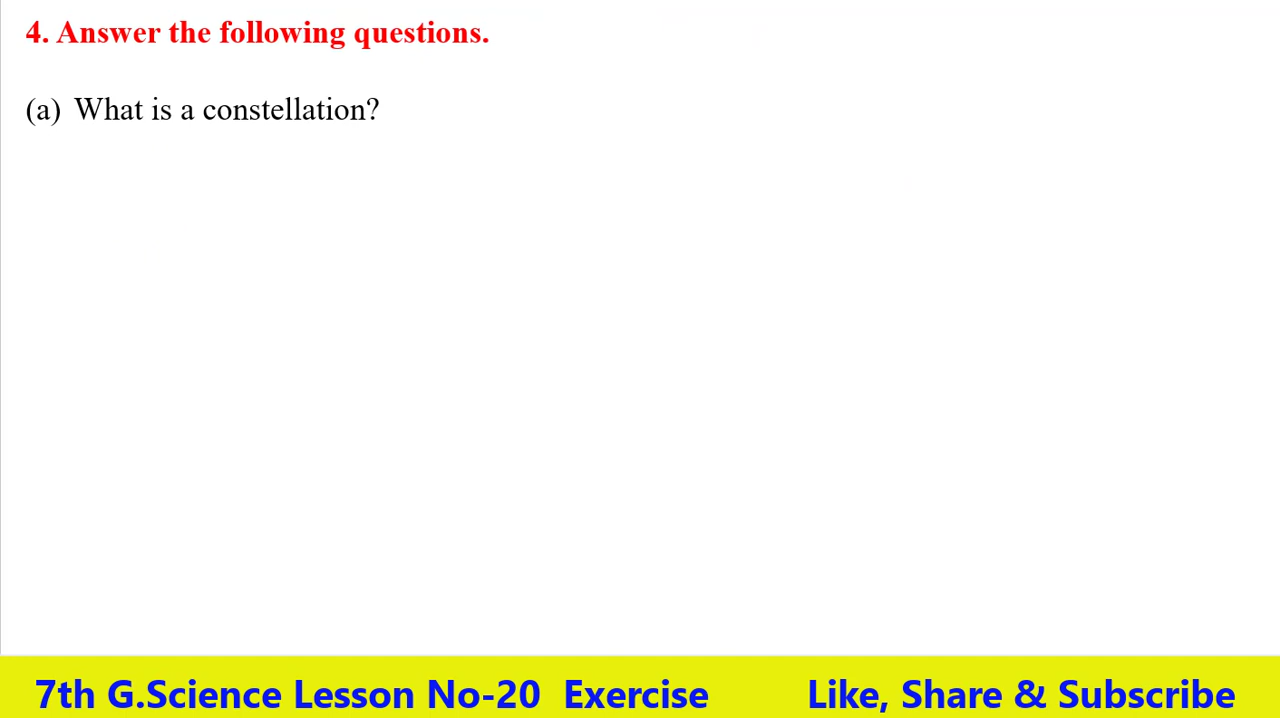 4. Answer the following questions.
(a) What is a constellation?
7th G.Science Lesson No-20 Exercise Like, Share & Subscribe